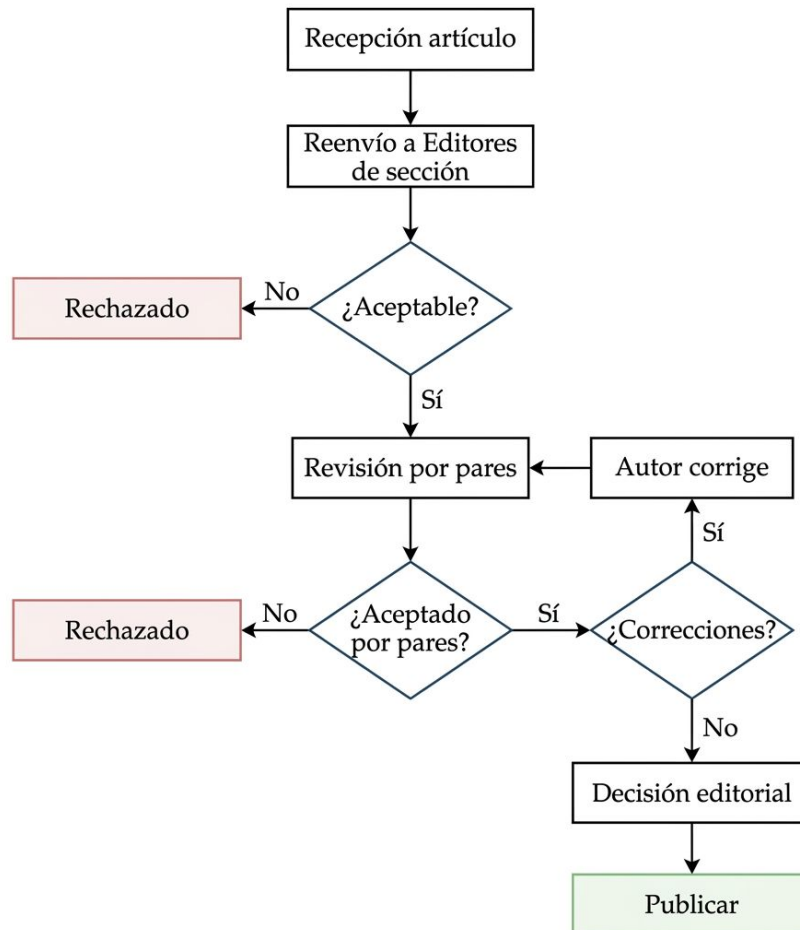 Recepción artículo
Reenvío a Editores
de sección
¿Aceptable?
No
Rechazado
Sí
Revisión por pares
Autor corrige
Sí
¿Aceptado
por pares?
No
Rechazado
Sí
¿Correcciones?
No
Decisión editorial
Publicar